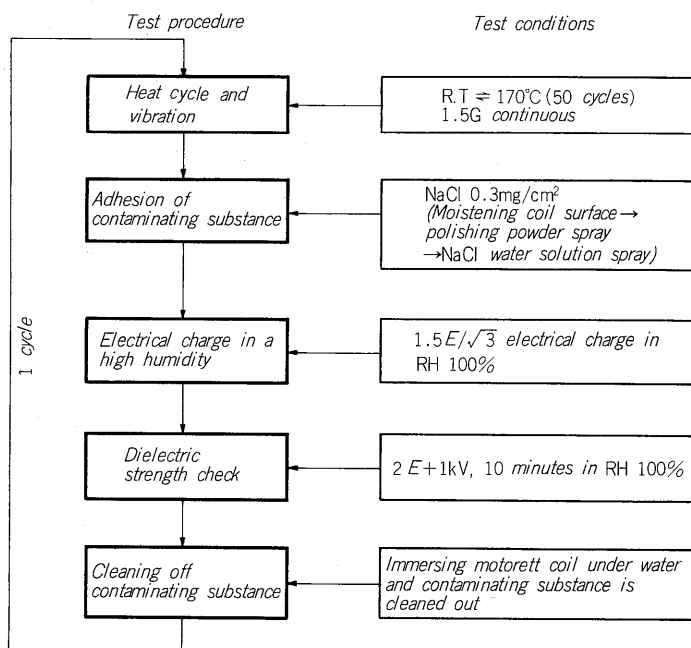 Test procedure
Test conditions
Heat cycle and
vibration
R.T ⇌ 170°C (50 cycles)
1.5G continuous
Adhesion of
contaminating substance
NaCl 0.3mg/cm²
(Moistening coil surface →
polishing powder spray
→NaCl water solution spray)
1 cycle
Electrical charge in a
high humidity
1.5E/√3 electrical charge in
RH 100%
Dielectric
strength check
2 E+1kV, 10 minutes in RH 100%
Cleaning off
contaminating substance
Immersing motorett coil under water
and contaminating substance is
cleaned out